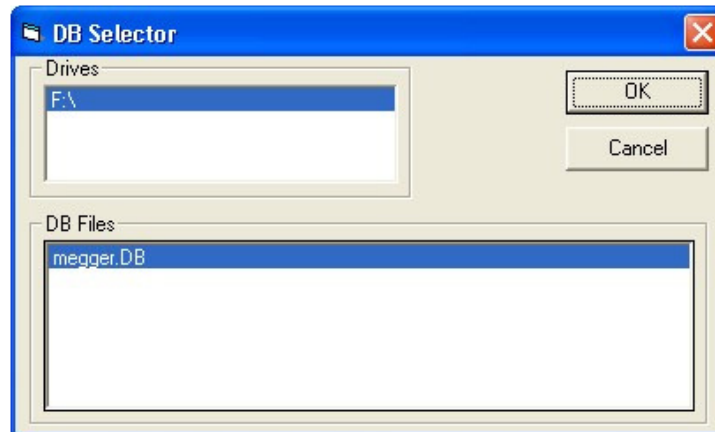 DB Selector
Drives
F:\
OK
Cancel
DB Files
megger.DB